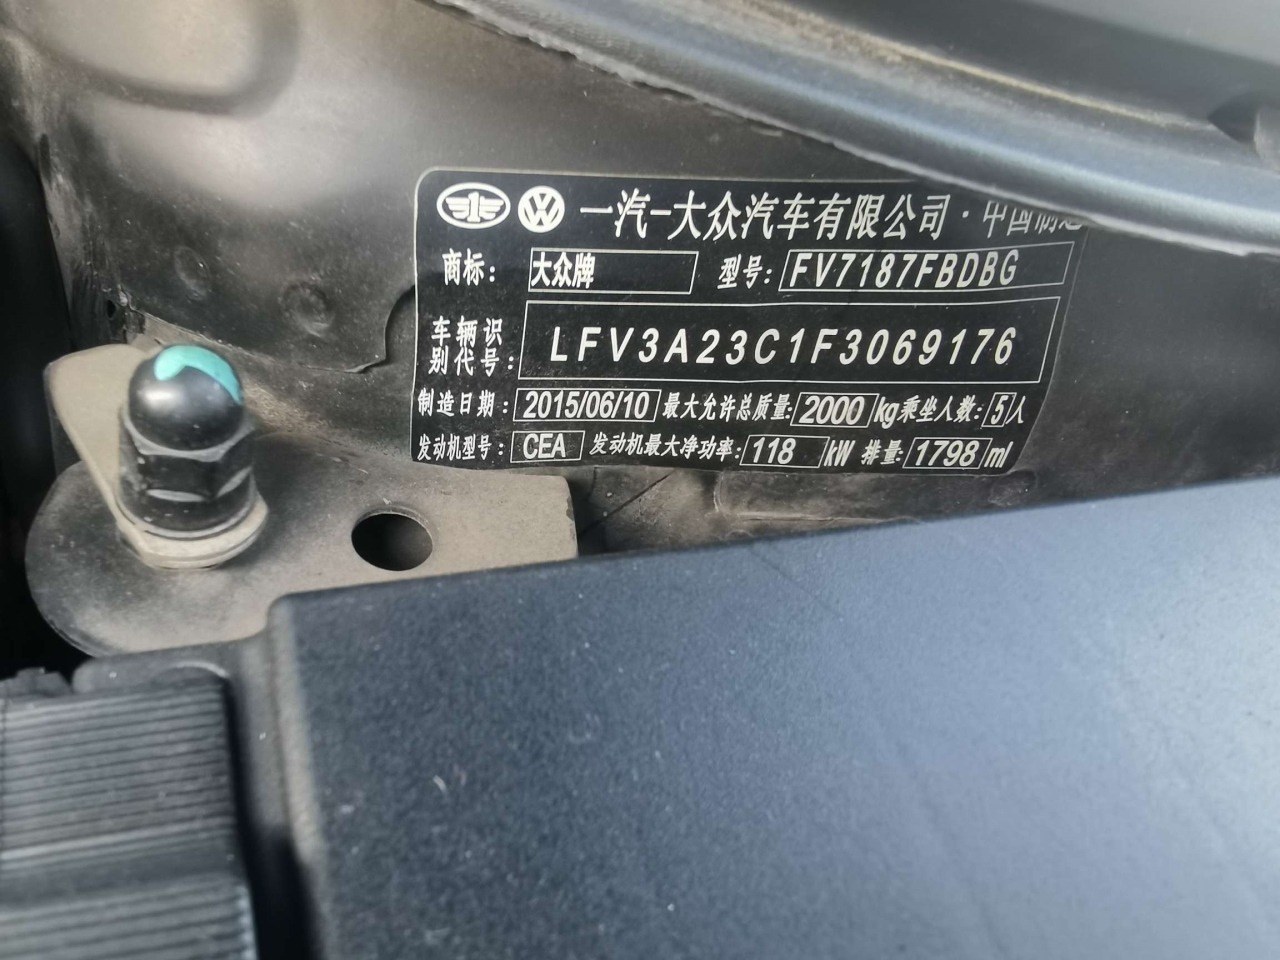 一汽-大众汽车有限公司·中国制造
商标: 大众牌 型号: FV7187FBDBG
车辆识别代号: LFV3A23C1F3069176
制造日期: 2015/06/10 最大允许总质量: 2000 kg 乘坐人数: 5 人
发动机型号: CEA 发动机最大净功率: 118 kW 排量: 1798 ml